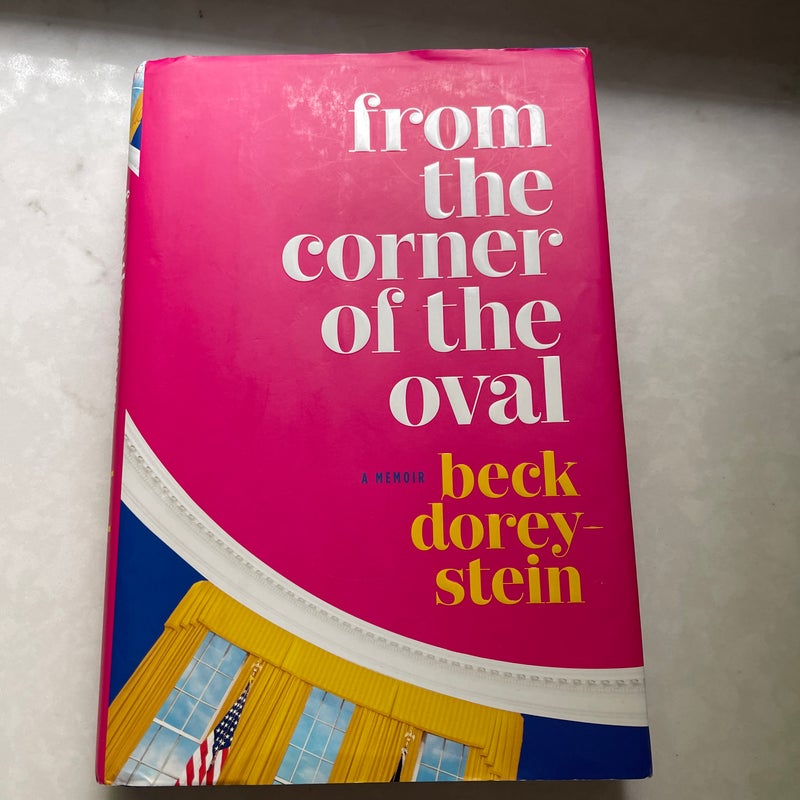 from
the
corner
of the
oval
A MEMOIR beck
dorey-
stein